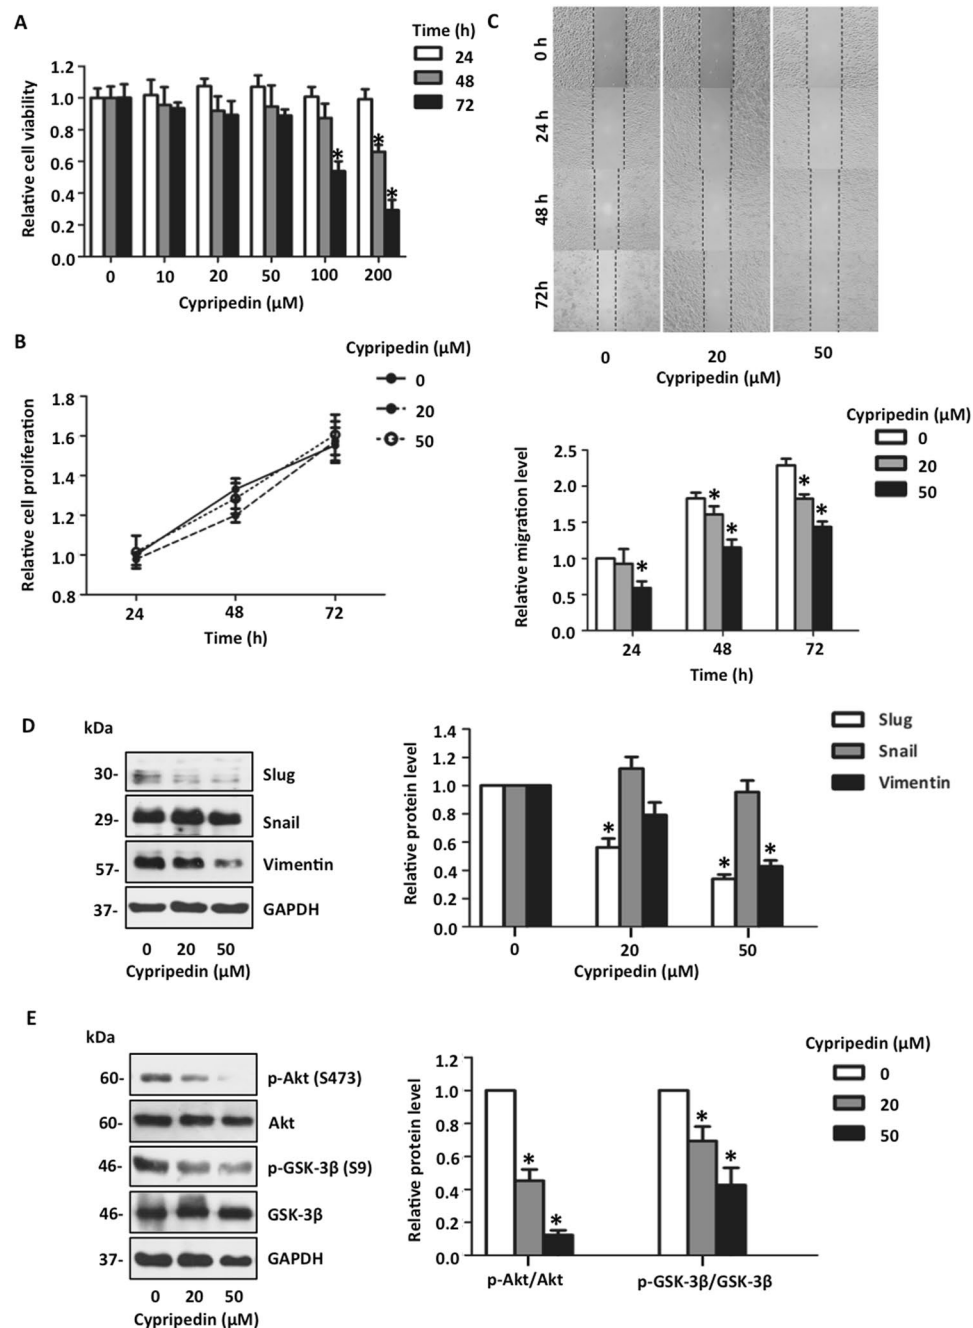 A
Time (h)
24
48
72
Relative cell viability
1.2
1.0
0.8
0.6
0.4
0.2
0.0
* * *
0 10 20 50 100 200
Cypripedin (μM)
C
0 h
24 h
48 h
72h
0 20 50
Cypripedin (μM)
B
Cypripedin (μM)
0
20
50
Relative cell proliferation
1.8
1.6
1.4
1.2
1.0
0.8
24 48 72
Time (h)
Cypripedin (μM)
0
20
50
Relative migration level
2.5
2.0
1.5
1.0
0.5
0.0
* * * * *
24 48 72
Time (h)
D
kDa
30- Slug
29- Snail
57- Vimentin
37- GAPDH
0 20 50
Cypripedin (μM)
Slug
Snail
Vimentin
Relative protein level
1.4
1.2
1.0
0.8
0.6
0.4
0.2
0.0
* * *
0 20 50
Cypripedin (μM)
E
kDa
60- p-Akt (S473)
60- Akt
46- p-GSK-3β (S9)
46- GSK-3β
37- GAPDH
0 20 50
Cypripedin (μM)
Cypripedin (μM)
0
20
50
Relative protein level
1.2
1.0
0.8
0.6
0.4
0.2
0.0
* * * *
p-Akt/Akt p-GSK-3β/GSK-3β